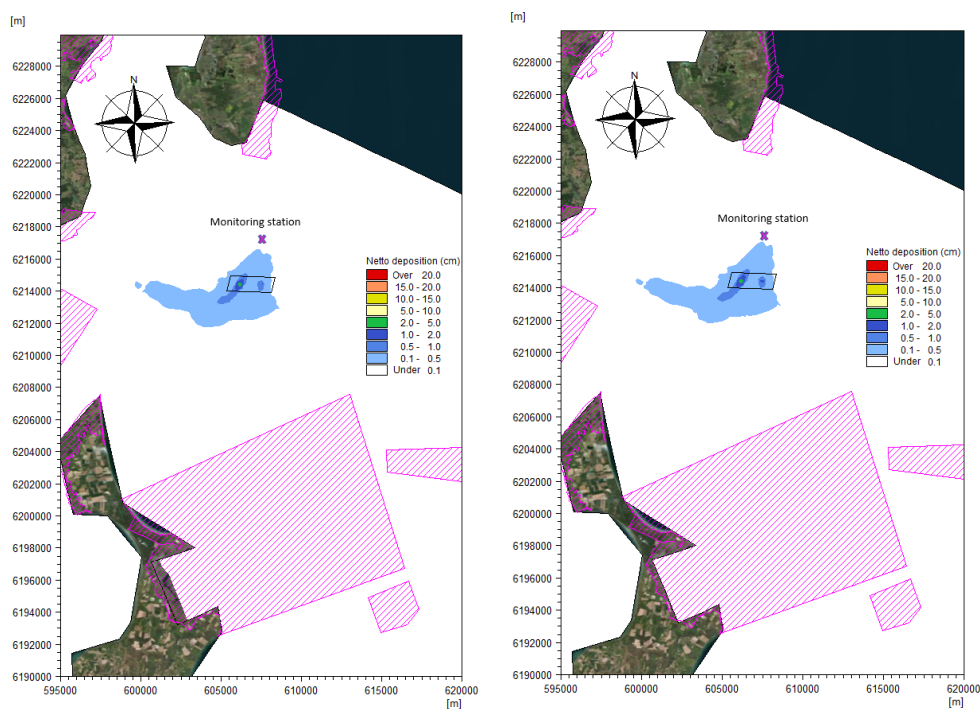 [m]
6228000
N
6226000
6224000
6222000
6220000
6218000
Monitoring station
6216000
Netto deposition (cm)
Over 20.0
15.0 - 20.0
6214000
10.0 - 15.0
5.0 - 10.0
6212000
2.0 - 5.0
1.0 - 2.0
0.5 - 1.0
6210000
0.1 - 0.5
Under 0.1
6208000
6206000
6204000
6202000
6200000
6198000
6196000
6194000
6192000
6190000
595000 600000 605000 610000 615000 620000
[m]
[m]
6228000
N
6226000
6224000
6222000
6220000
6218000
Monitoring station
6216000
Netto deposition (cm)
Over 20.0
15.0 - 20.0
6214000
10.0 - 15.0
5.0 - 10.0
6212000
2.0 - 5.0
1.0 - 2.0
0.5 - 1.0
6210000
0.1 - 0.5
Under 0.1
6208000
6206000
6204000
6202000
6200000
6198000
6196000
6194000
6192000
6190000
595000 600000 605000 610000 615000 620000
[m]